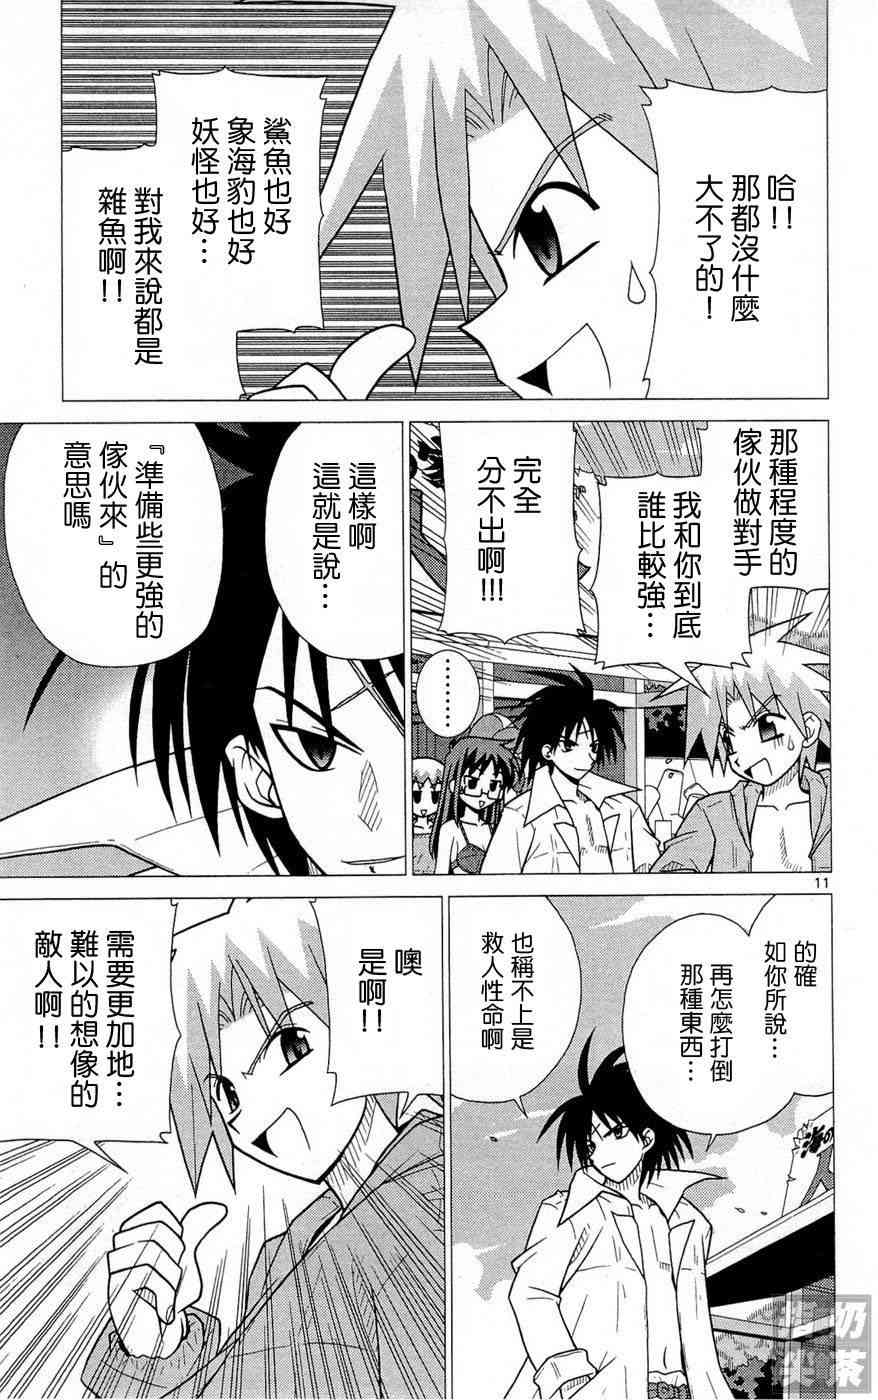 哈!!
那都沒什麼
大不了的!
鯊魚也好
象海豹也好
妖怪也好…
對我來說都是
雜魚啊!!
那種程度的
傢伙做對手
我和你到底
誰比較強…
完全
分不出啊!!!
………
這樣啊
這就是說…
『準備些更強的
傢伙來』的
意思嗎
11
的確
如你所說…
再怎麼打倒
那種東西…
也稱不上是
救人性命啊
海の
噢
是啊!!
需要更加地…
難以的想像的
敵人啊!!
奶茶